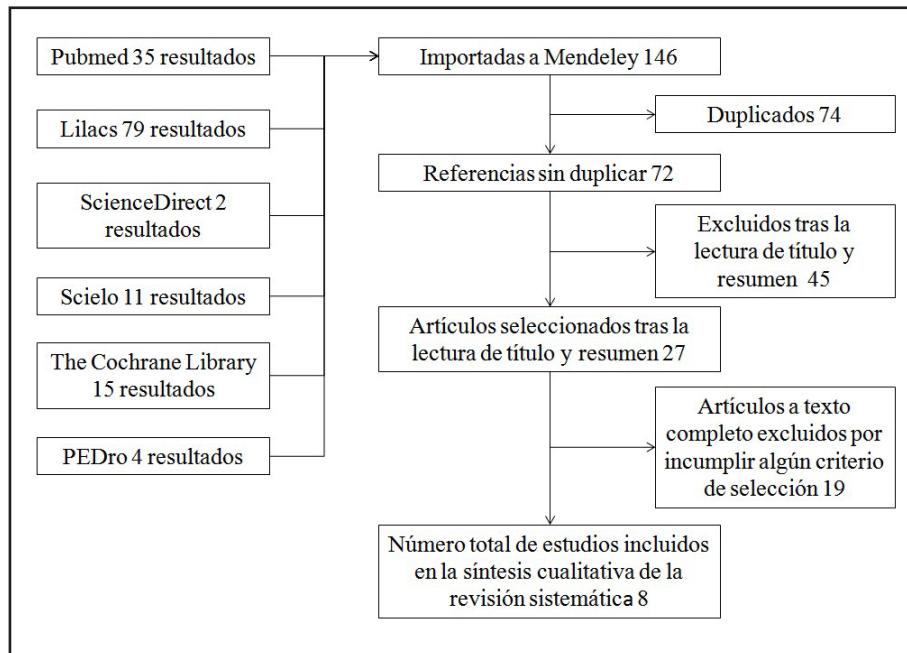 Pubmed 35 resultados
Lilacs 79 resultados
ScienceDirect 2
resultados
Scielo 11 resultados
The Cochrane Library
15 resultados
PEDro 4 resultados
Importadas a Mendeley 146
Duplicados 74
Referencias sin duplicar 72
Excluidos tras la
lectura de título y
resumen 45
Artículos seleccionados tras la
lectura de título y resumen 27
Artículos a texto
completo excluidos por
incumplir algún criterio
de selección 19
Número total de estudios incluidos
en la síntesis cualitativa de la
revisión sistemática 8